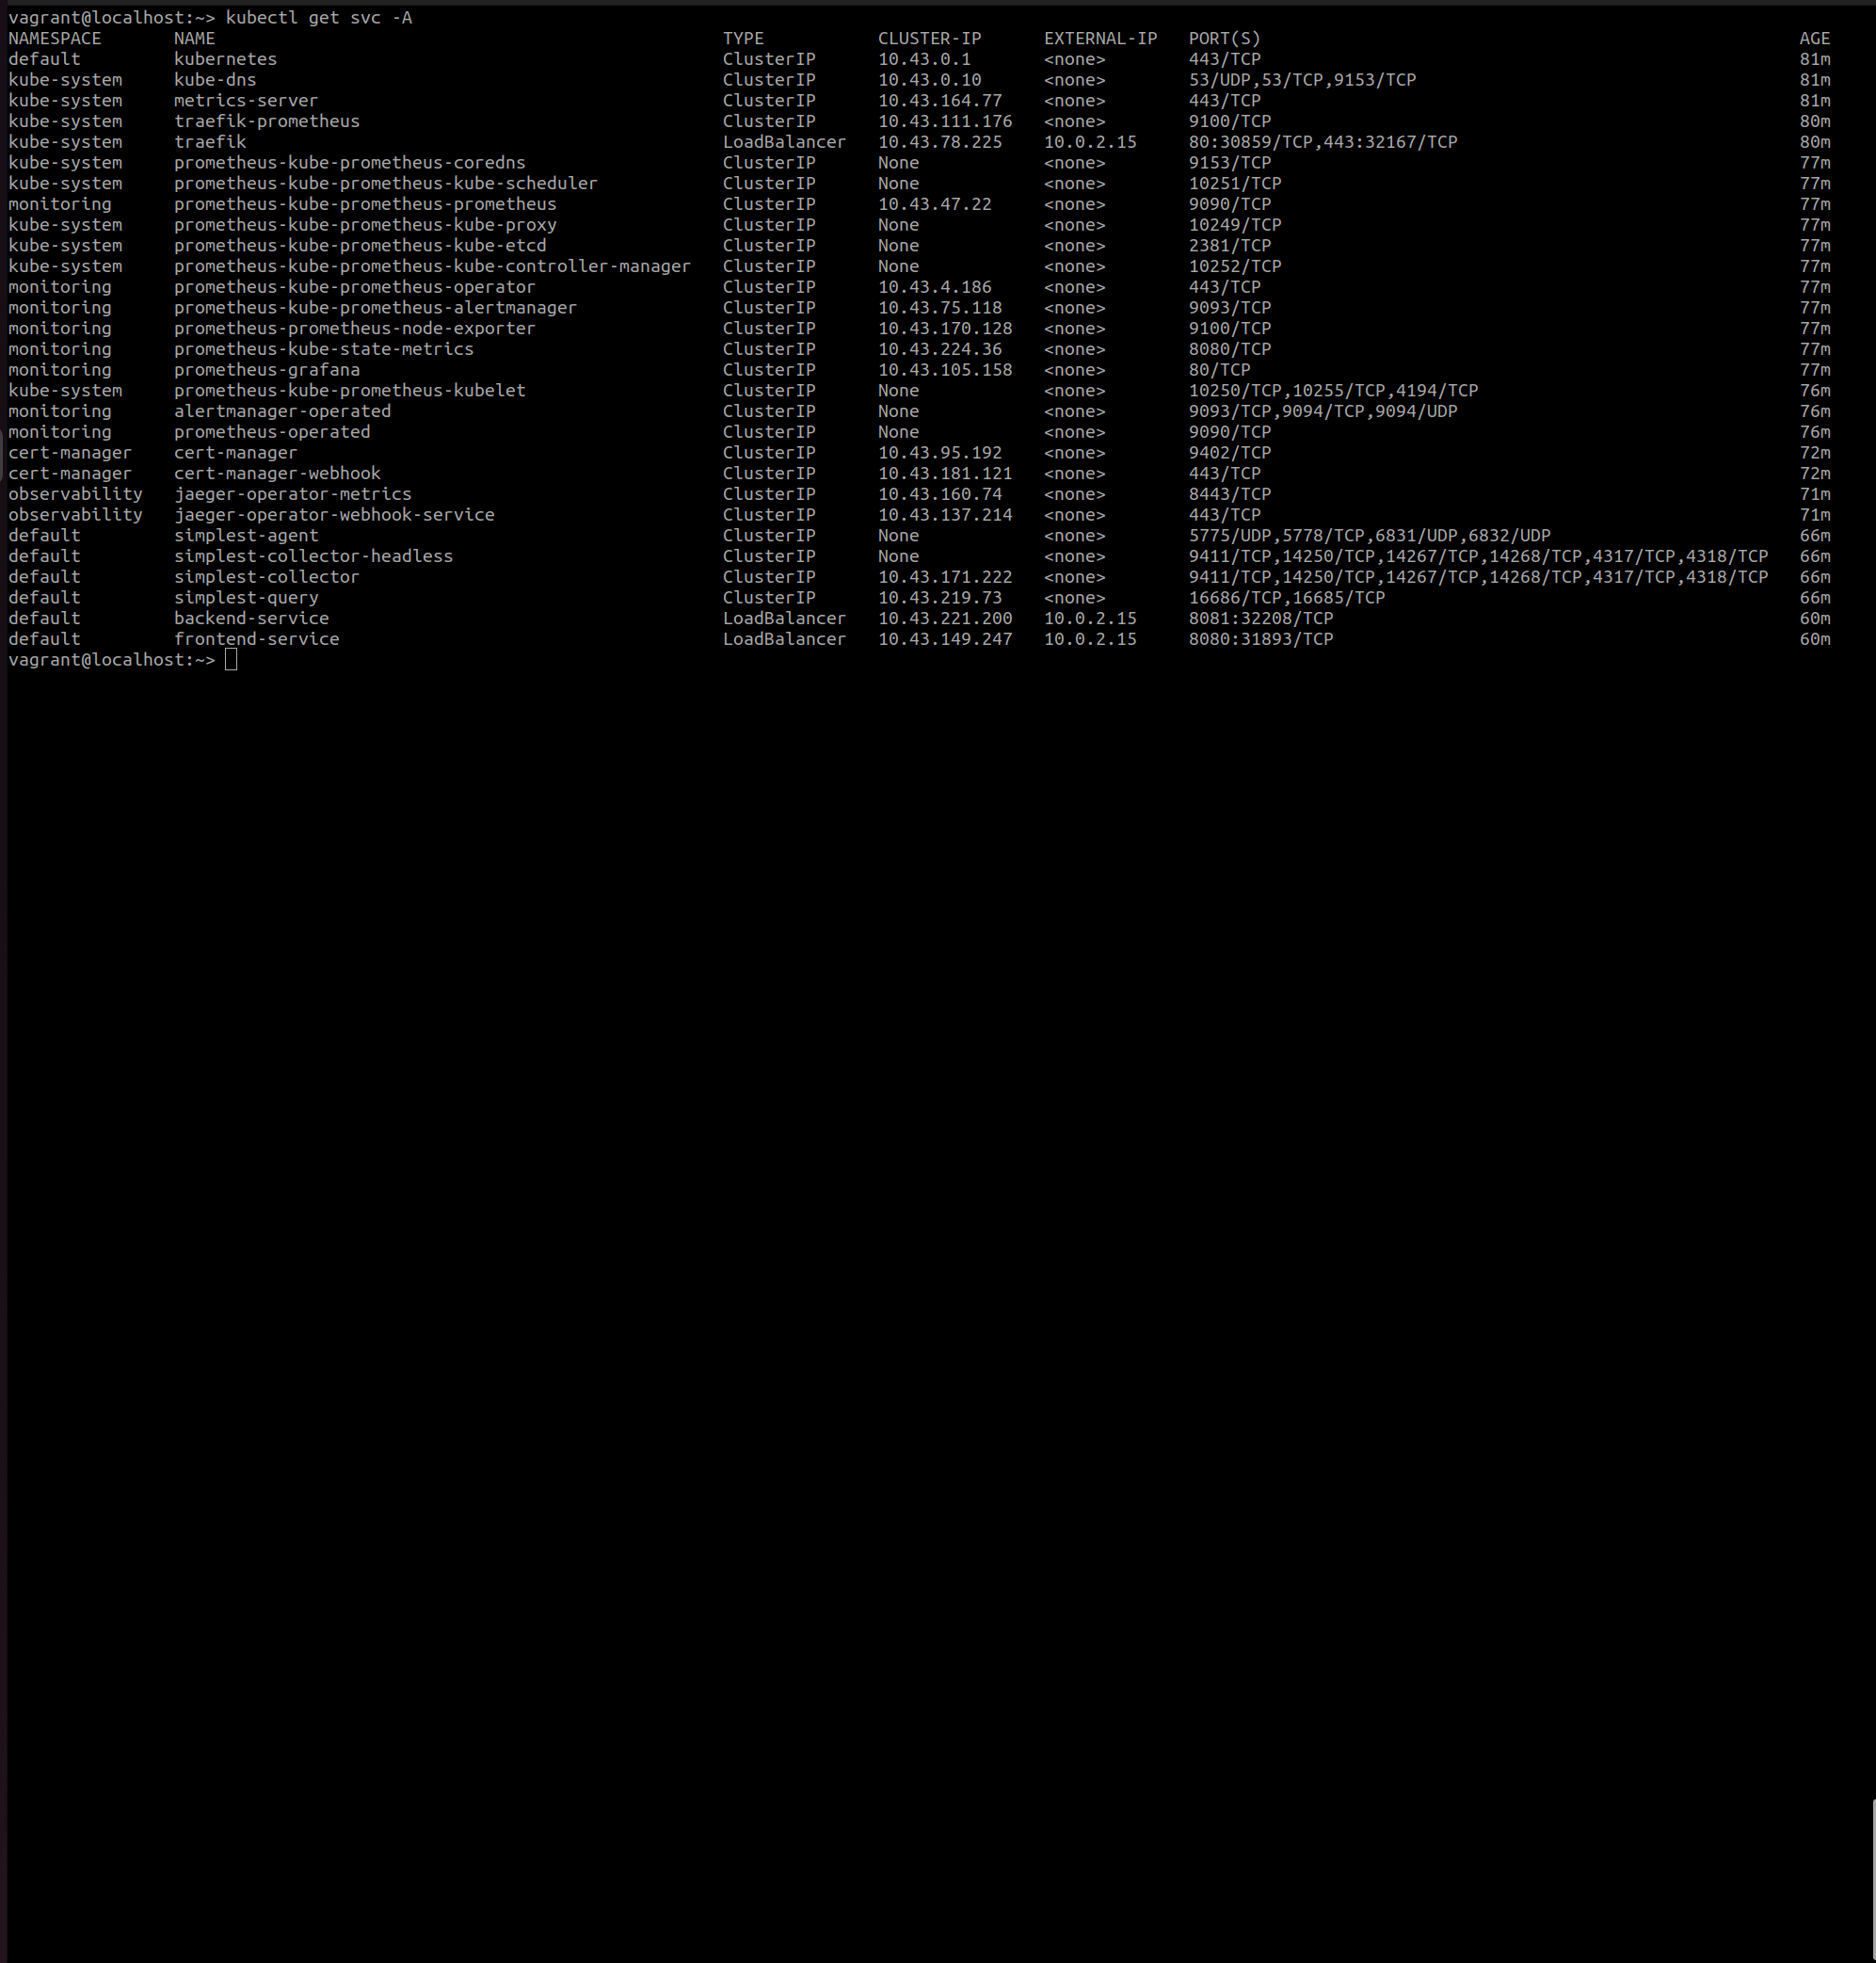 vagrant@localhost:~> kubectl get svc -A
NAMESPACE NAME TYPE CLUSTER-IP EXTERNAL-IP PORT(S) AGE
default kubernetes ClusterIP 10.43.0.1 <none> 443/TCP 81m
kube-system kube-dns ClusterIP 10.43.0.10 <none> 53/UDP,53/TCP,9153/TCP 81m
kube-system metrics-server ClusterIP 10.43.164.77 <none> 443/TCP 81m
kube-system traefik-prometheus ClusterIP 10.43.111.176 <none> 9100/TCP 80m
kube-system traefik LoadBalancer 10.43.78.225 10.0.2.15 80:30859/TCP,443:32167/TCP 80m
kube-system prometheus-kube-prometheus-coredns ClusterIP None <none> 9153/TCP 77m
kube-system prometheus-kube-prometheus-kube-scheduler ClusterIP None <none> 10251/TCP 77m
monitoring prometheus-kube-prometheus-prometheus ClusterIP 10.43.47.22 <none> 9090/TCP 77m
kube-system prometheus-kube-prometheus-kube-proxy ClusterIP None <none> 10249/TCP 77m
kube-system prometheus-kube-prometheus-kube-etcd ClusterIP None <none> 2381/TCP 77m
kube-system prometheus-kube-prometheus-kube-controller-manager ClusterIP None <none> 10252/TCP 77m
monitoring prometheus-kube-prometheus-operator ClusterIP 10.43.4.186 <none> 443/TCP 77m
monitoring prometheus-kube-prometheus-alertmanager ClusterIP 10.43.75.118 <none> 9093/TCP 77m
monitoring prometheus-prometheus-node-exporter ClusterIP 10.43.170.128 <none> 9100/TCP 77m
monitoring prometheus-kube-state-metrics ClusterIP 10.43.224.36 <none> 8080/TCP 77m
monitoring prometheus-grafana ClusterIP 10.43.105.158 <none> 80/TCP 77m
kube-system prometheus-kube-prometheus-kubelet ClusterIP None <none> 10250/TCP,10255/TCP,4194/TCP 76m
monitoring alertmanager-operated ClusterIP None <none> 9093/TCP,9094/TCP,9094/UDP 76m
monitoring prometheus-operated ClusterIP None <none> 9090/TCP 76m
cert-manager cert-manager ClusterIP 10.43.95.192 <none> 9402/TCP 72m
cert-manager cert-manager-webhook ClusterIP 10.43.181.121 <none> 443/TCP 72m
observability jaeger-operator-metrics ClusterIP 10.43.160.74 <none> 8443/TCP 71m
observability jaeger-operator-webhook-service ClusterIP 10.43.137.214 <none> 443/TCP 71m
default simplest-agent ClusterIP None <none> 5775/UDP,5778/TCP,6831/UDP,6832/UDP 66m
default simplest-collector-headless ClusterIP None <none> 9411/TCP,14250/TCP,14267/TCP,14268/TCP,4317/TCP,4318/TCP 66m
default simplest-collector ClusterIP 10.43.171.222 <none> 9411/TCP,14250/TCP,14267/TCP,14268/TCP,4317/TCP,4318/TCP 66m
default simplest-query ClusterIP 10.43.219.73 <none> 16686/TCP,16685/TCP 66m
default backend-service LoadBalancer 10.43.221.200 10.0.2.15 8081:32208/TCP 60m
default frontend-service LoadBalancer 10.43.149.247 10.0.2.15 8080:31893/TCP 60m
vagrant@localhost:~>